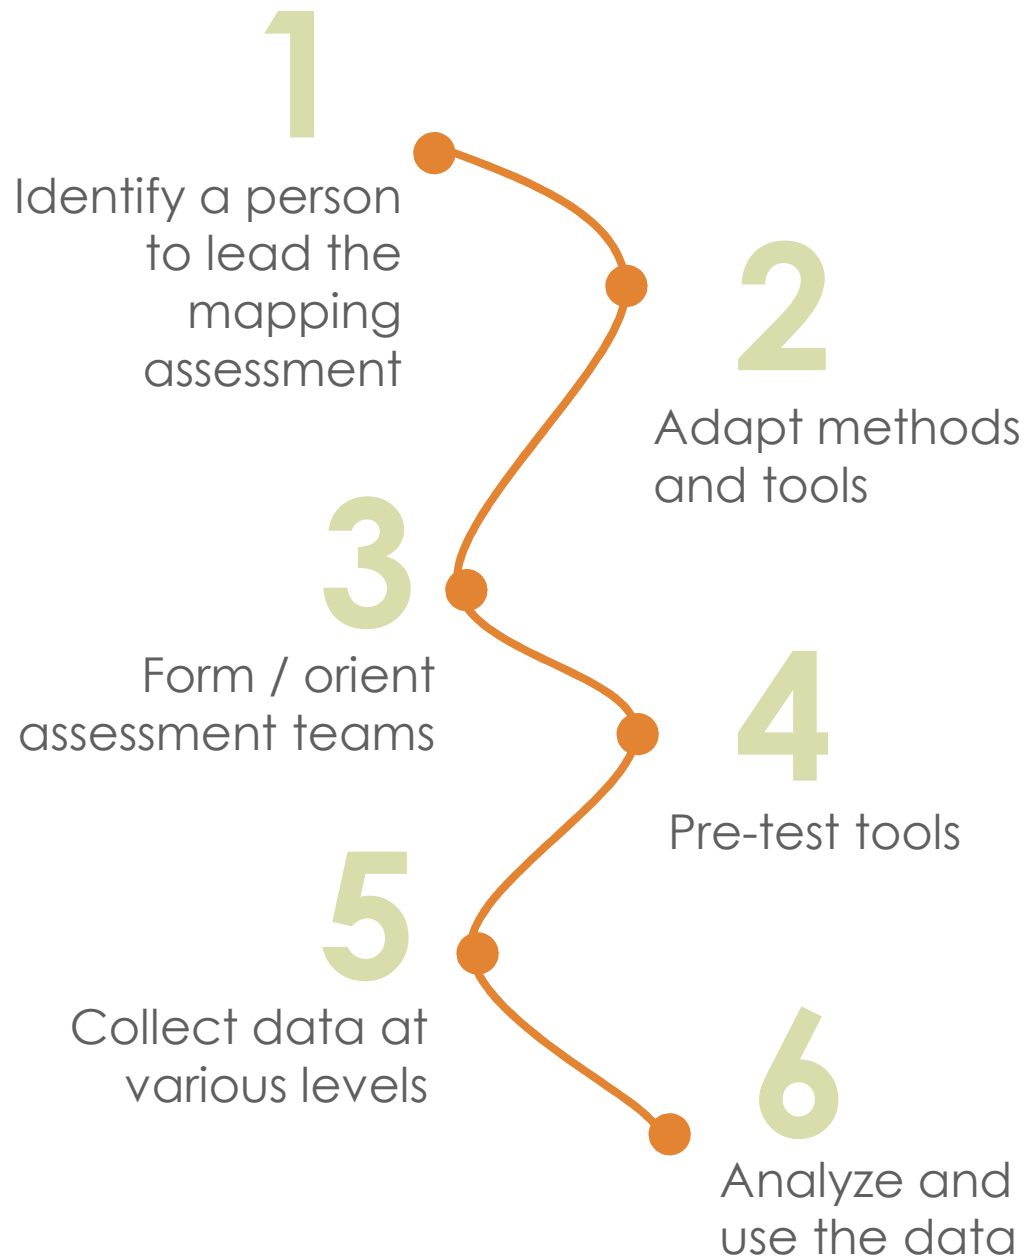 1
Identify a person
to lead the
mapping
assessment
2
Adapt methods
and tools
3
Form / orient
assessment teams
4
Pre-test tools
5
Collect data at
various levels
6
Analyze and
use the data